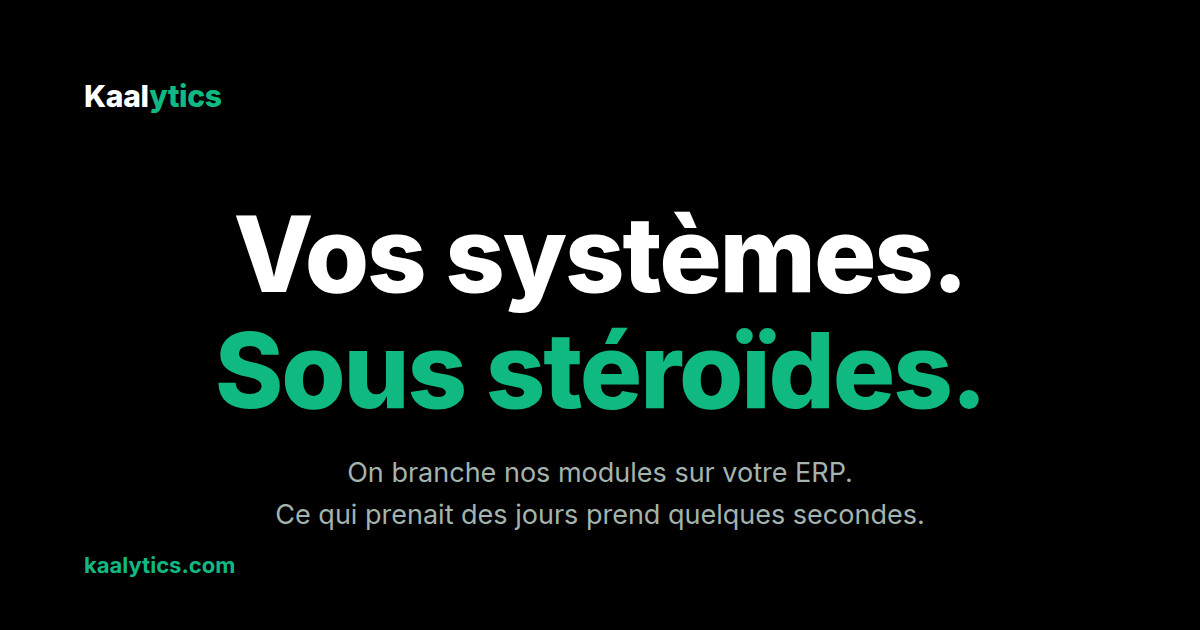 Kaalytics
Vos systèmes.
Sous stéroïdes.
On branche nos modules sur votre ERP.
Ce qui prenait des jours prend quelques secondes.
kaalytics.com